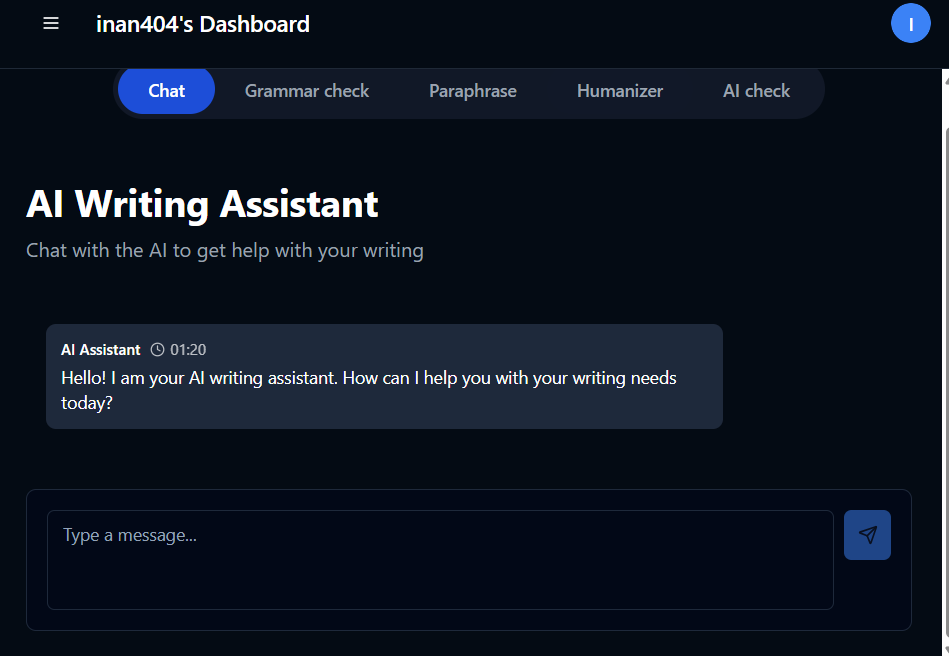 inan404's Dashboard
I
Chat
Grammar check
Paraphrase
Humanizer
AI check
AI Writing Assistant
Chat with the AI to get help with your writing
AI Assistant 01:20
Hello! I am your AI writing assistant. How can I help you with your writing needs
today?
Type a message...